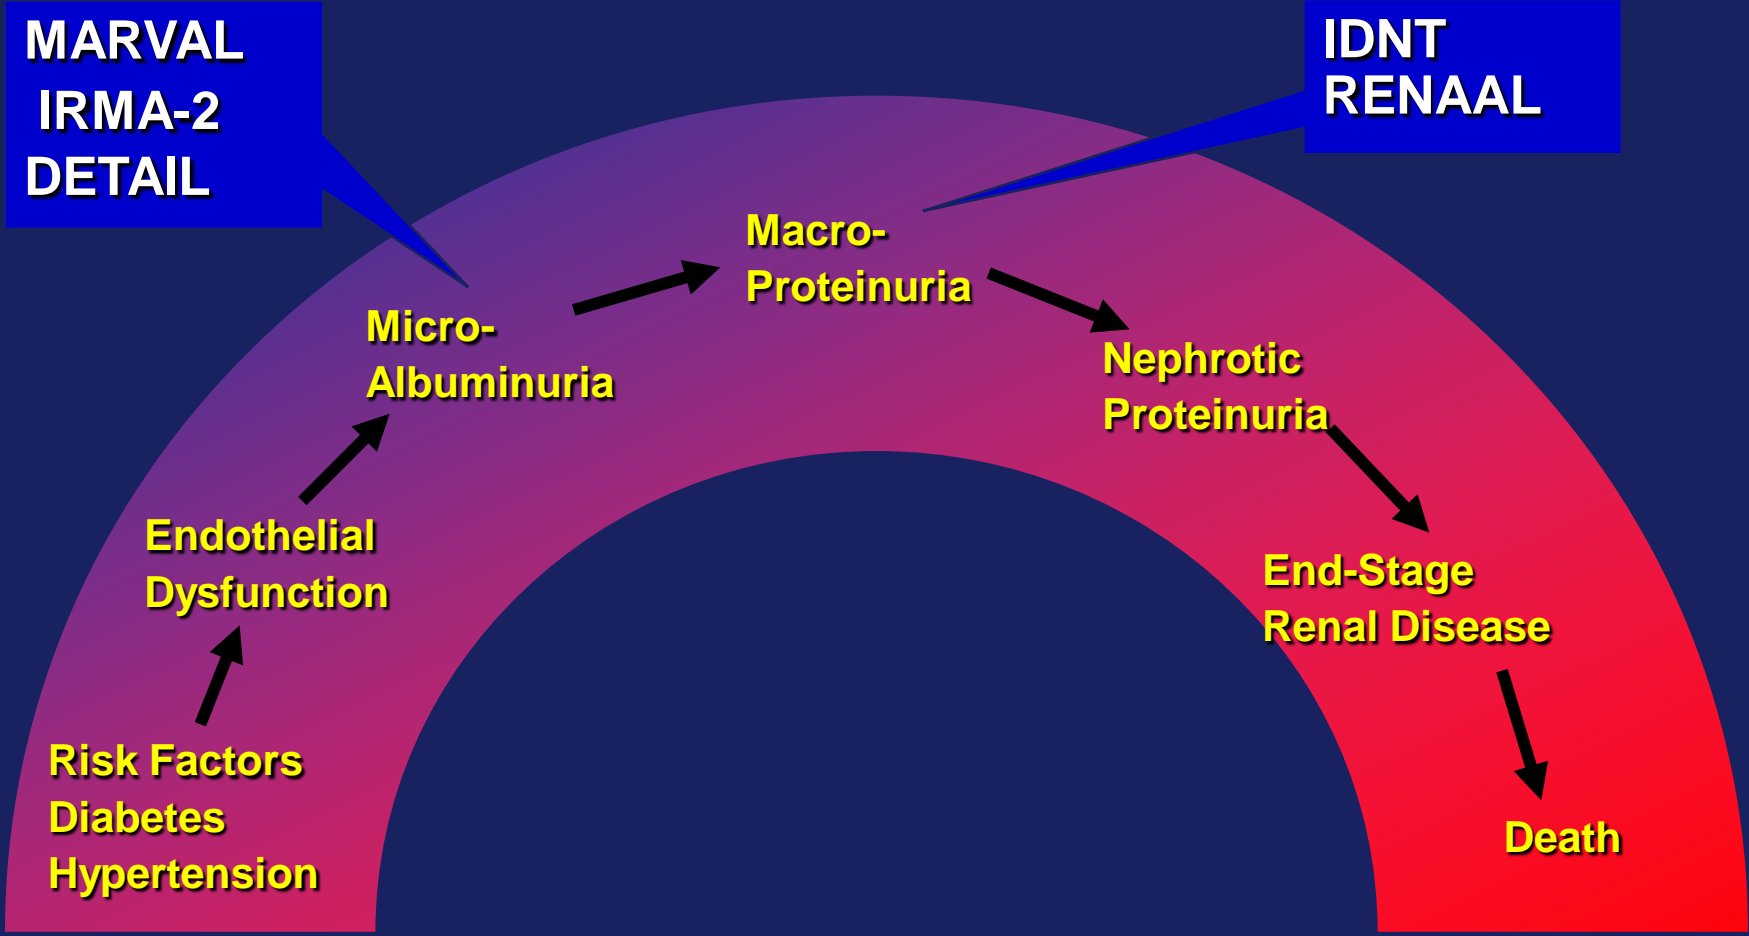 MARVAL
IRMA-2
DETAIL
IDNT
RENAAL
Macro-
Proteinuria
Micro-
Albuminuria
Nephrotic
Proteinuria
Endothelial
Dysfunction
End-Stage
Renal Disease
Risk Factors
Diabetes
Hypertension
Death